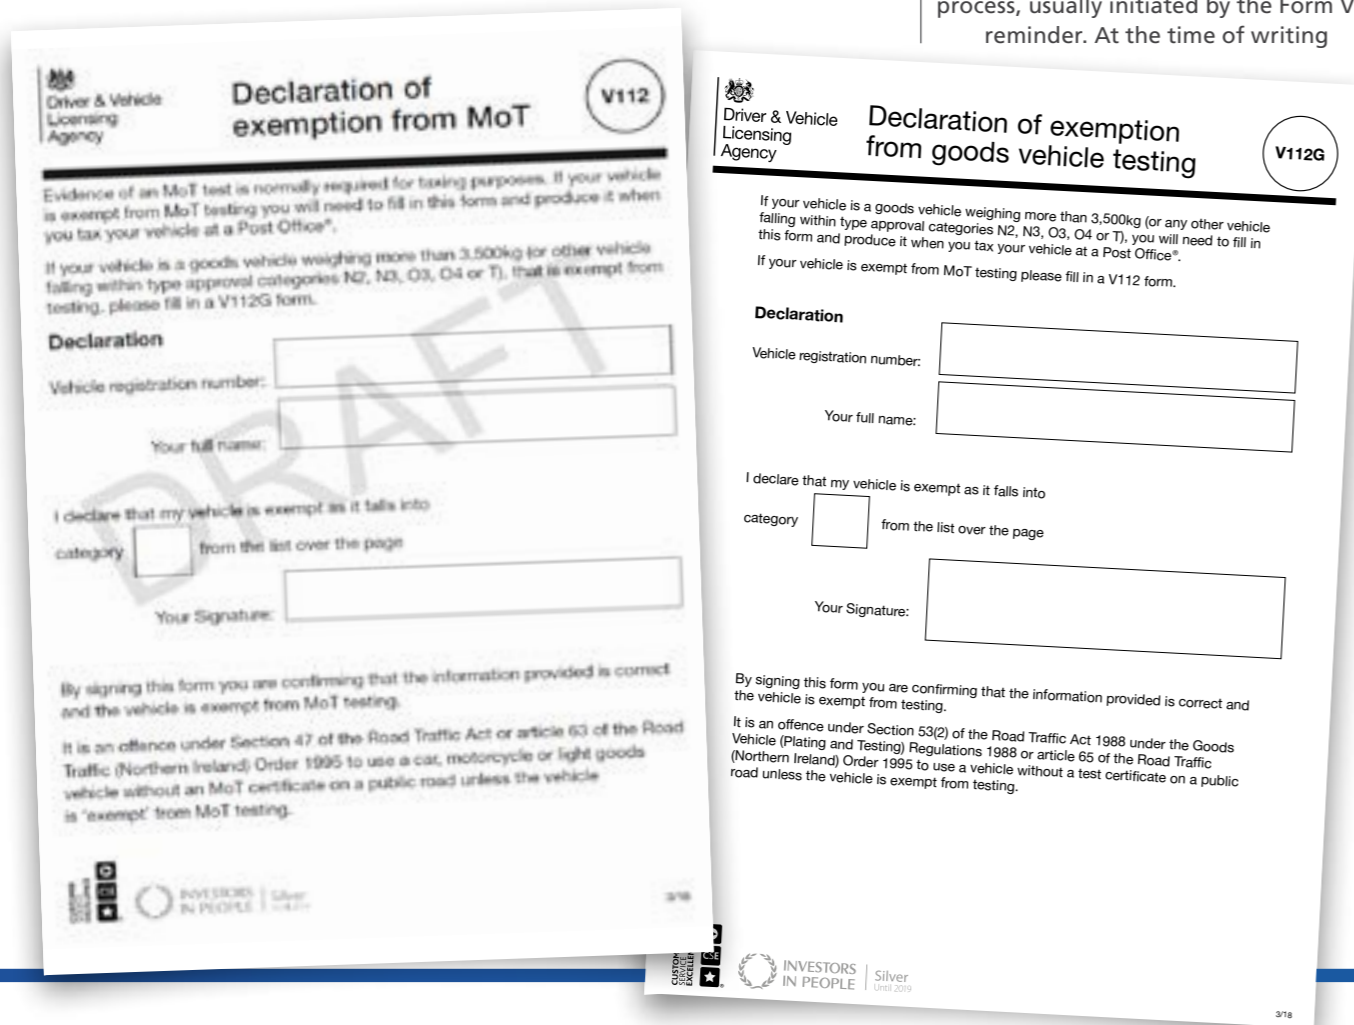 process, usually initiated by the Form V
reminder. At the time of writing
Driver & Vehicle
Licensing
Agency
Declaration of
exemption from MoT
V112
Evidence of an MoT test is normally required for taxing purposes. If your vehicle
is exempt from MoT testing you will need to fill in this form and produce it when
you tax your vehicle at a Post Office®.
If your vehicle is a goods vehicle weighing more than 3,500kg (or other vehicle
falling within type approval categories N2, N3, O3, O4 or T), that is exempt from
testing, please fill in a V112G form.
Declaration
Vehicle registration number:
Your full name:
I declare that my vehicle is exempt as it falls into
category
from the list over the page
Your Signature:
By signing this form you are confirming that the information provided is correct
and the vehicle is exempt from MoT testing.
It is an offence under Section 47 of the Road Traffic Act or article 63 of the Road
Traffic (Northern Ireland) Order 1995 to use a car, motorcycle or light goods
vehicle without an MoT certificate on a public road unless the vehicle
is 'exempt' from MoT testing.
DRAFT
INVESTORS
IN PEOPLE
Silver
3/18
Driver & Vehicle
Licensing
Agency
Declaration of exemption
from goods vehicle testing
V112G
If your vehicle is a goods vehicle weighing more than 3,500kg (or any other vehicle
falling within type approval categories N2, N3, O3, O4 or T), you will need to fill in
this form and produce it when you tax your vehicle at a Post Office®.
If your vehicle is exempt from MoT testing please fill in a V112 form.
Declaration
Vehicle registration number:
Your full name:
I declare that my vehicle is exempt as it falls into
category
from the list over the page
Your Signature:
By signing this form you are confirming that the information provided is correct and
the vehicle is exempt from testing.
It is an offence under Section 53(2) of the Road Traffic Act 1988 under the Goods
Vehicle (Plating and Testing) Regulations 1988 or article 65 of the Road Traffic
(Northern Ireland) Order 1995 to use a vehicle without a test certificate on a public
road unless the vehicle is exempt from testing.
CUSTOM
SERVICE
EXCELLEN
CSE
INVESTORS
IN PEOPLE
Silver
Until 2019
3/18